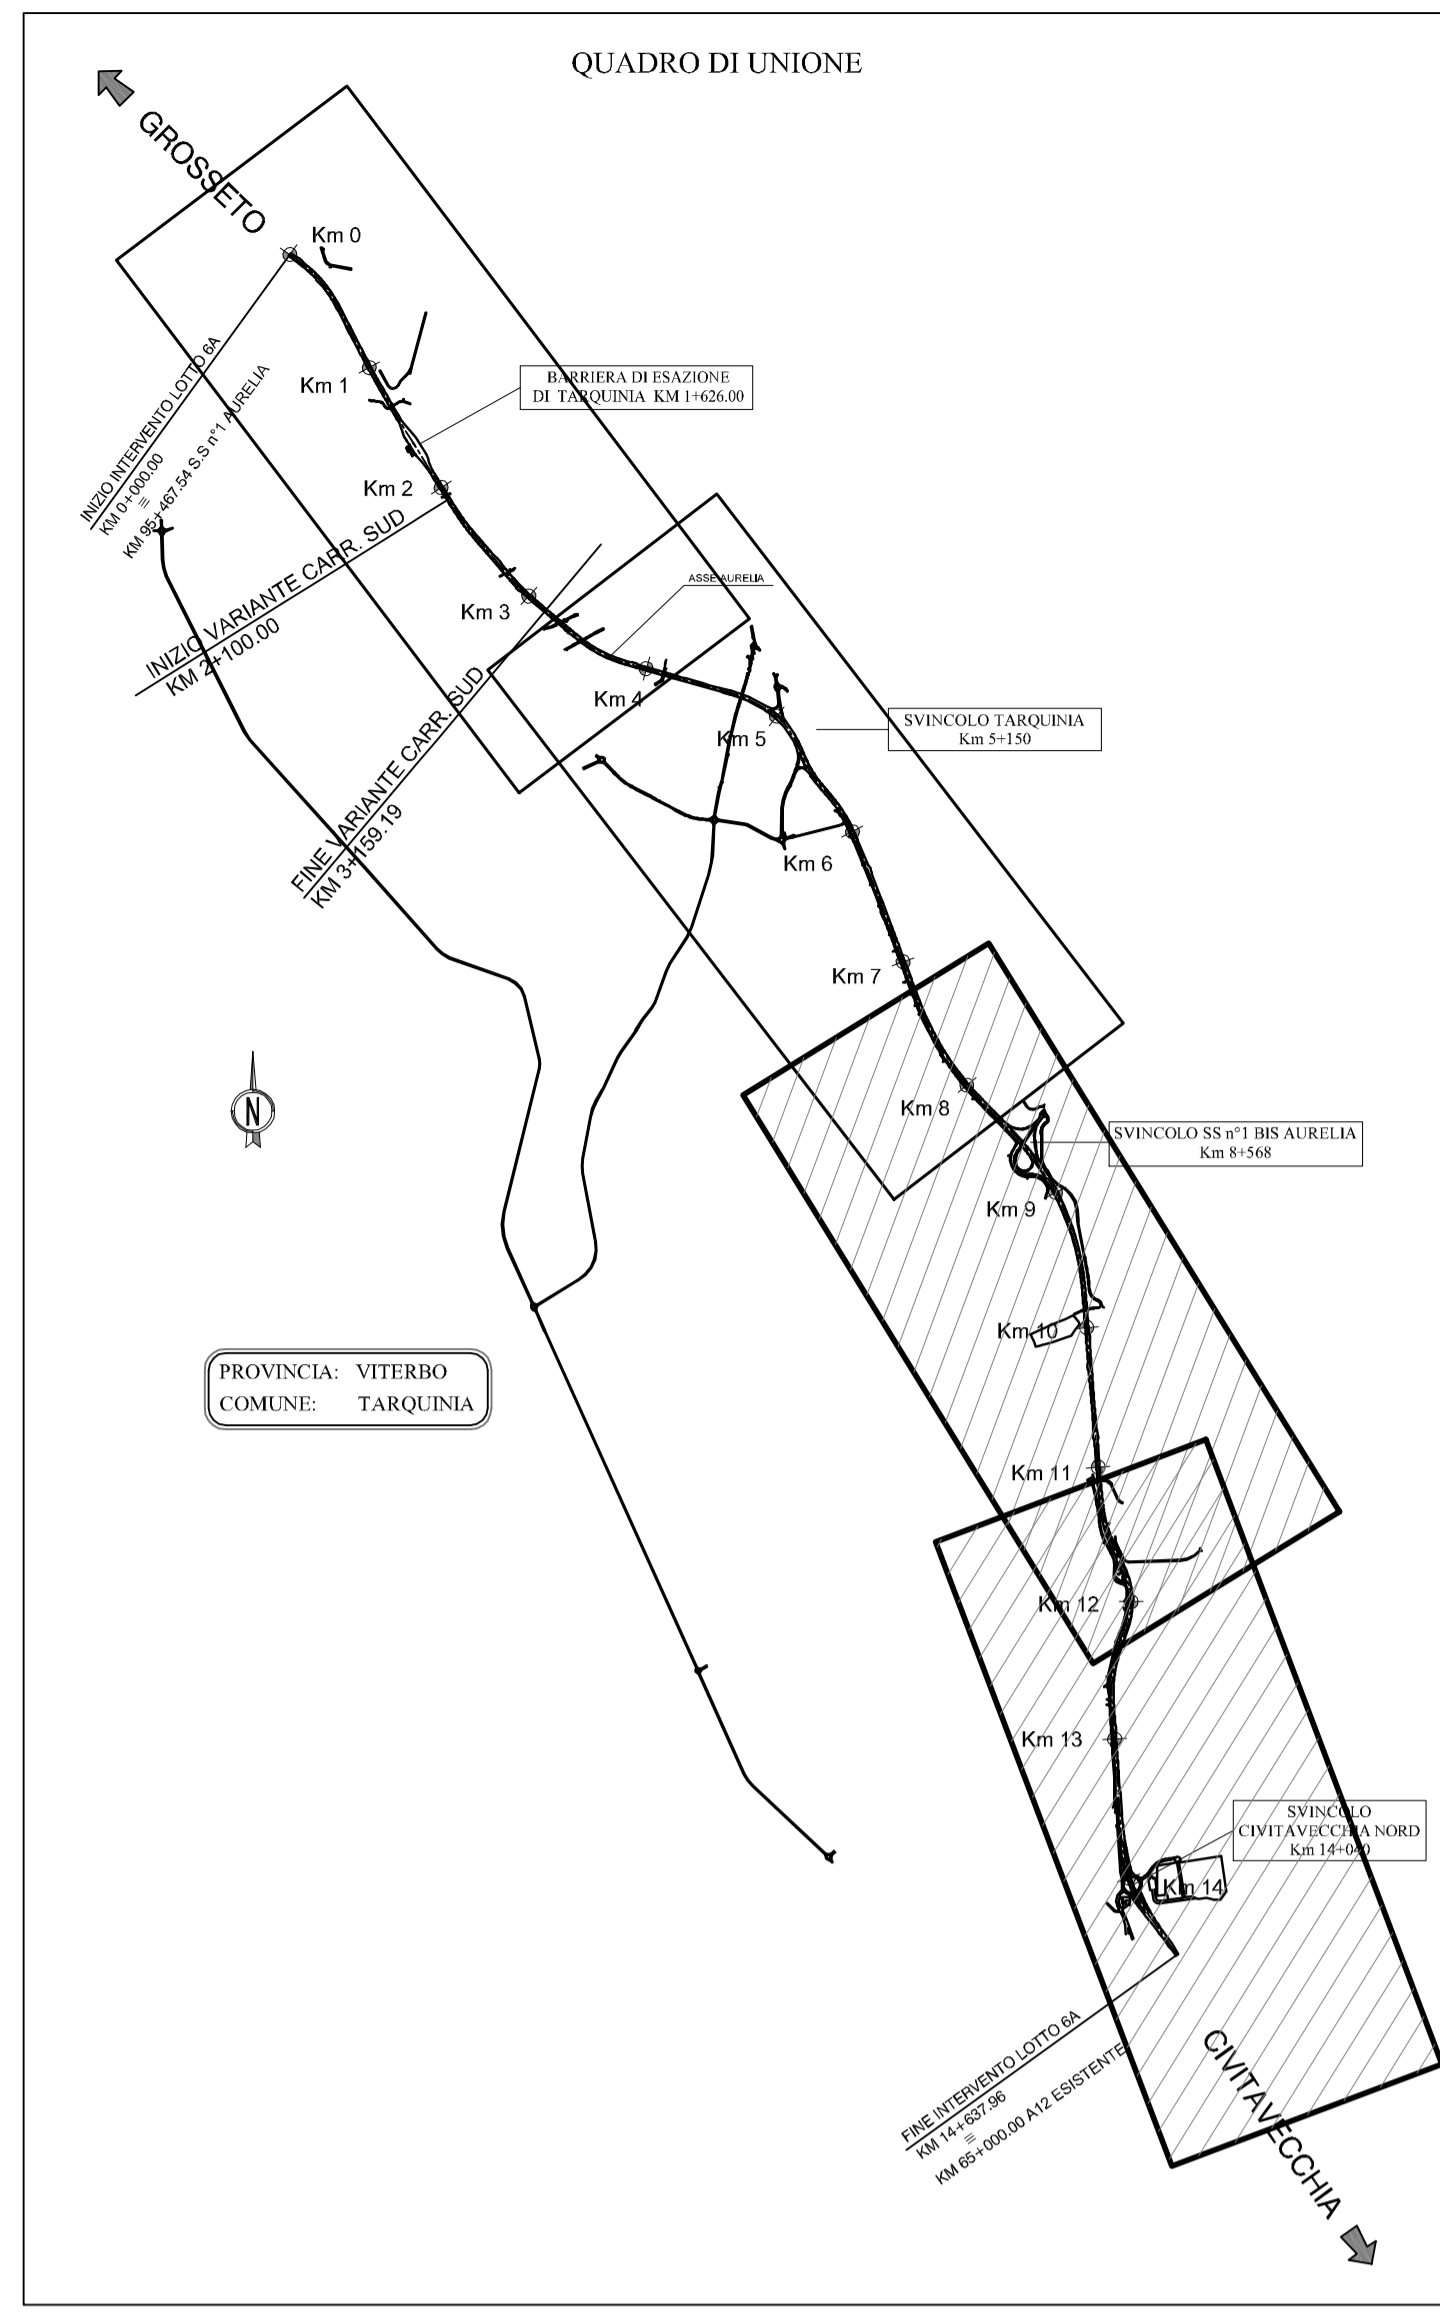 QUADRO DI UNIONE
GROSSETO
Km 0
INIZIO INTERVENTO LOTTO 6A
KM 0+000.00
≡
KM 95+467.54 S.S n°1 AURELIA
Km 1
BARRIERA DI ESAZIONE
DI TARQUINIA KM 1+626.00
Km 2
INIZIO VARIANTE CARR. SUD
KM 2+100.00
Km 3
ASSE AURELIA
FINE VARIANTE CARR. SUD
KM 3+159.19
Km 4
Km 5
SVINCOLO TARQUINIA
Km 5+150
Km 6
Km 7
N
Km 8
SVINCOLO SS n°1 BIS AURELIA
Km 8+568
Km 9
Km 10
PROVINCIA: VITERBO
COMUNE: TARQUINIA
Km 11
Km 12
Km 13
SVINCOLO
CIVITAVECCHIA NORD
Km 14+040
Km 14
FINE INTERVENTO LOTTO 6A
KM 14+637.96
≡
KM 65+000.00 A12 ESISTENTE
CIVITAVECCHIA